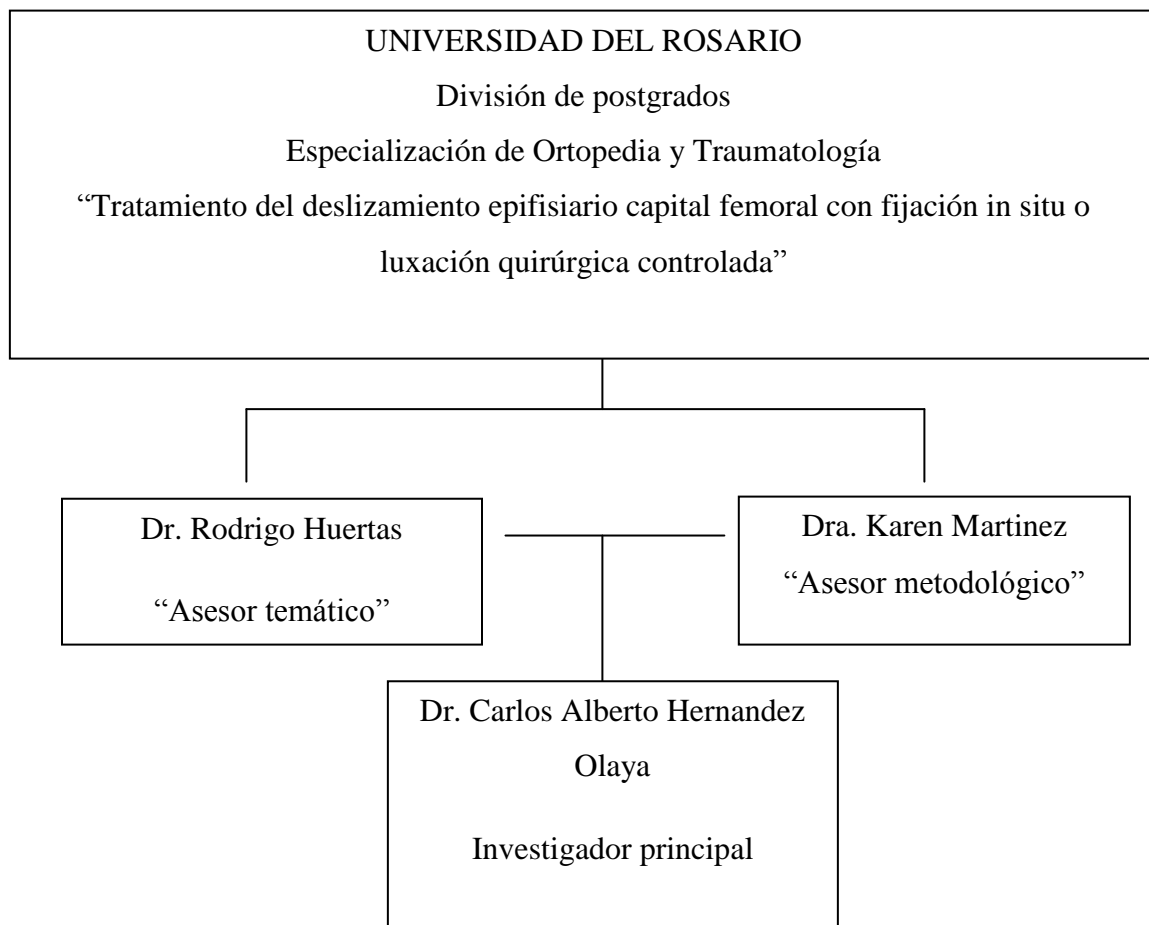 UNIVERSIDAD DEL ROSARIO
División de postgrados
Especialización de Ortopedia y Traumatología
“Tratamiento del deslizamiento epifisiario capital femoral con fijación in situ o
luxación quirúrgica controlada”
Dr. Rodrigo Huertas
“Asesor temático”
Dra. Karen Martinez
“Asesor metodológico”
Dr. Carlos Alberto Hernandez
Olaya
Investigador principal